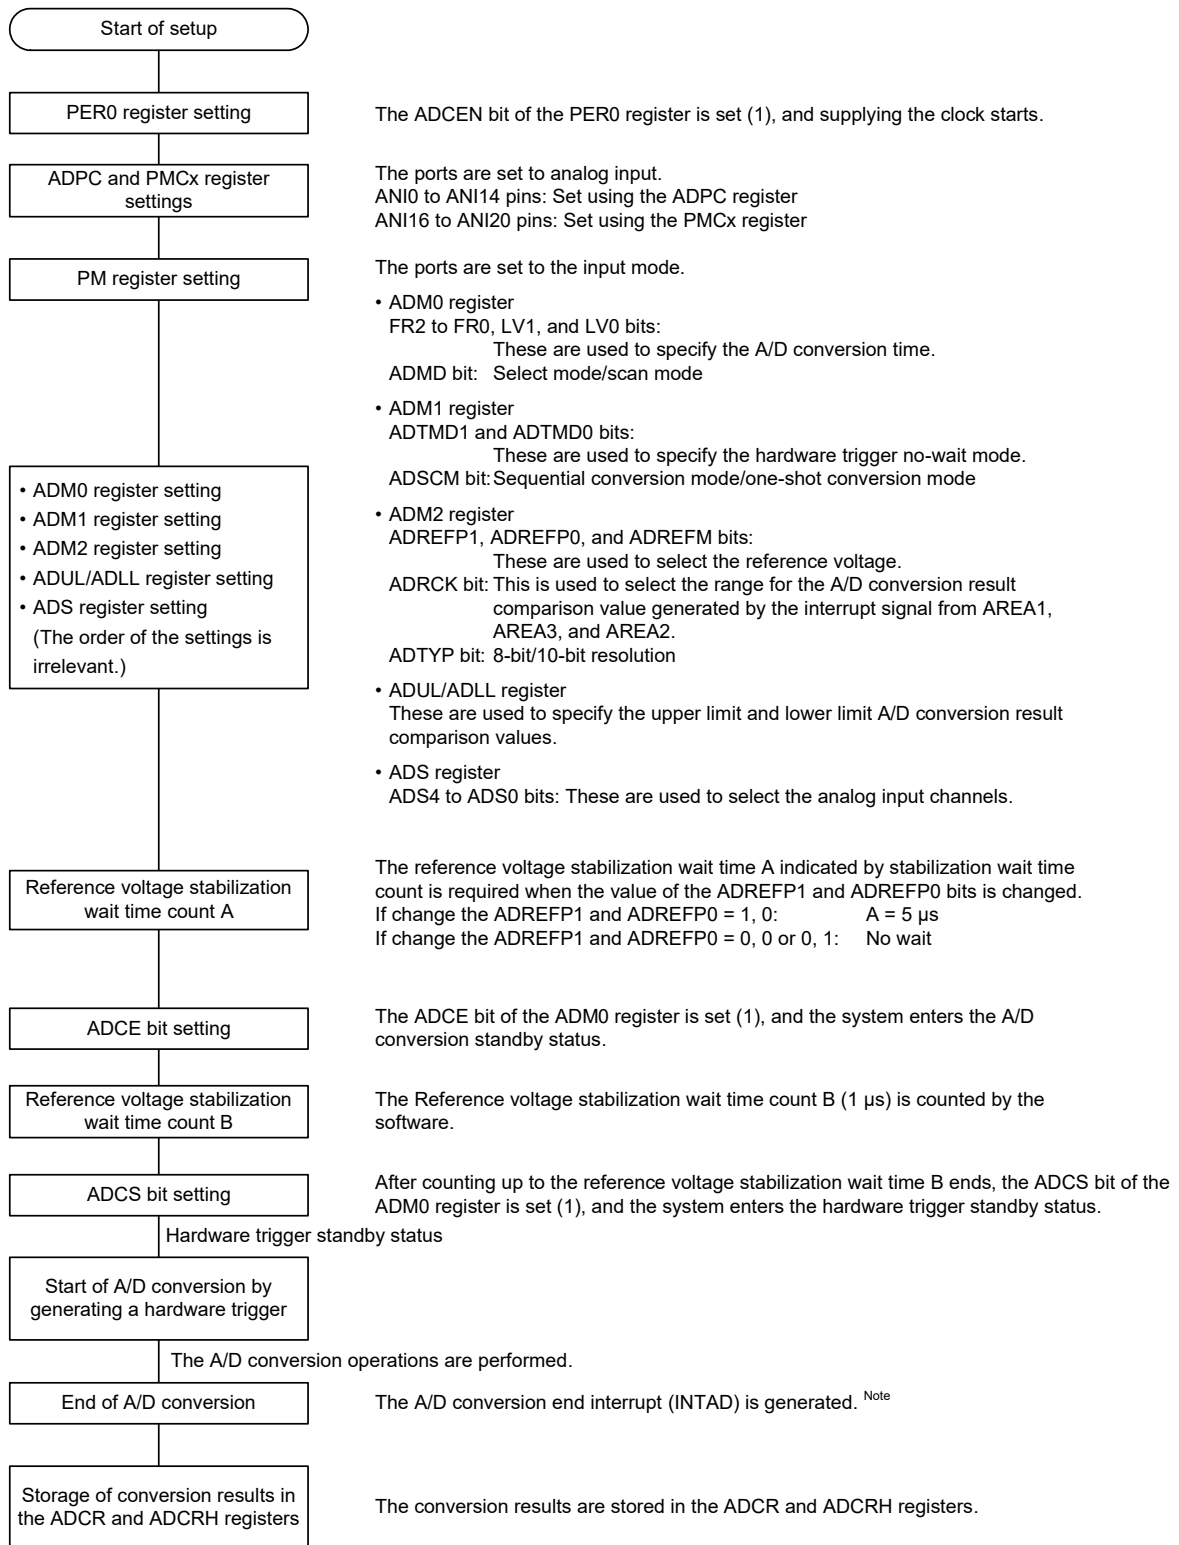 Start of setup
PER0 register setting
The ADCEN bit of the PER0 register is set (1), and supplying the clock starts.
ADPC and PMCx register
settings
The ports are set to analog input.
ANI0 to ANI14 pins: Set using the ADPC register
ANI16 to ANI20 pins: Set using the PMCx register
PM register setting
The ports are set to the input mode.
• ADM0 register setting
• ADM1 register setting
• ADM2 register setting
• ADUL/ADLL register setting
• ADS register setting
(The order of the settings is
irrelevant.)
• ADM0 register
FR2 to FR0, LV1, and LV0 bits:
These are used to specify the A/D conversion time.
ADMD bit: Select mode/scan mode
• ADM1 register
ADTMD1 and ADTMD0 bits:
These are used to specify the hardware trigger no-wait mode.
ADSCM bit: Sequential conversion mode/one-shot conversion mode
• ADM2 register
ADREFP1, ADREFP0, and ADREFM bits:
These are used to select the reference voltage.
ADRCK bit: This is used to select the range for the A/D conversion result
comparison value generated by the interrupt signal from AREA1,
AREA3, and AREA2.
ADTYP bit: 8-bit/10-bit resolution
• ADUL/ADLL register
These are used to specify the upper limit and lower limit A/D conversion result
comparison values.
• ADS register
ADS4 to ADS0 bits: These are used to select the analog input channels.
Reference voltage stabilization
wait time count A
The reference voltage stabilization wait time A indicated by stabilization wait time
count is required when the value of the ADREFP1 and ADREFP0 bits is changed.
If change the ADREFP1 and ADREFP0 = 1, 0: A = 5 µs
If change the ADREFP1 and ADREFP0 = 0, 0 or 0, 1: No wait
ADCE bit setting
The ADCE bit of the ADM0 register is set (1), and the system enters the A/D
conversion standby status.
Reference voltage stabilization
wait time count B
The Reference voltage stabilization wait time count B (1 µs) is counted by the
software.
ADCS bit setting
After counting up to the reference voltage stabilization wait time B ends, the ADCS bit of the
ADM0 register is set (1), and the system enters the hardware trigger standby status.
Hardware trigger standby status
Start of A/D conversion by
generating a hardware trigger
The A/D conversion operations are performed.
End of A/D conversion
The A/D conversion end interrupt (INTAD) is generated. Note
Storage of conversion results in
the ADCR and ADCRH registers
The conversion results are stored in the ADCR and ADCRH registers.